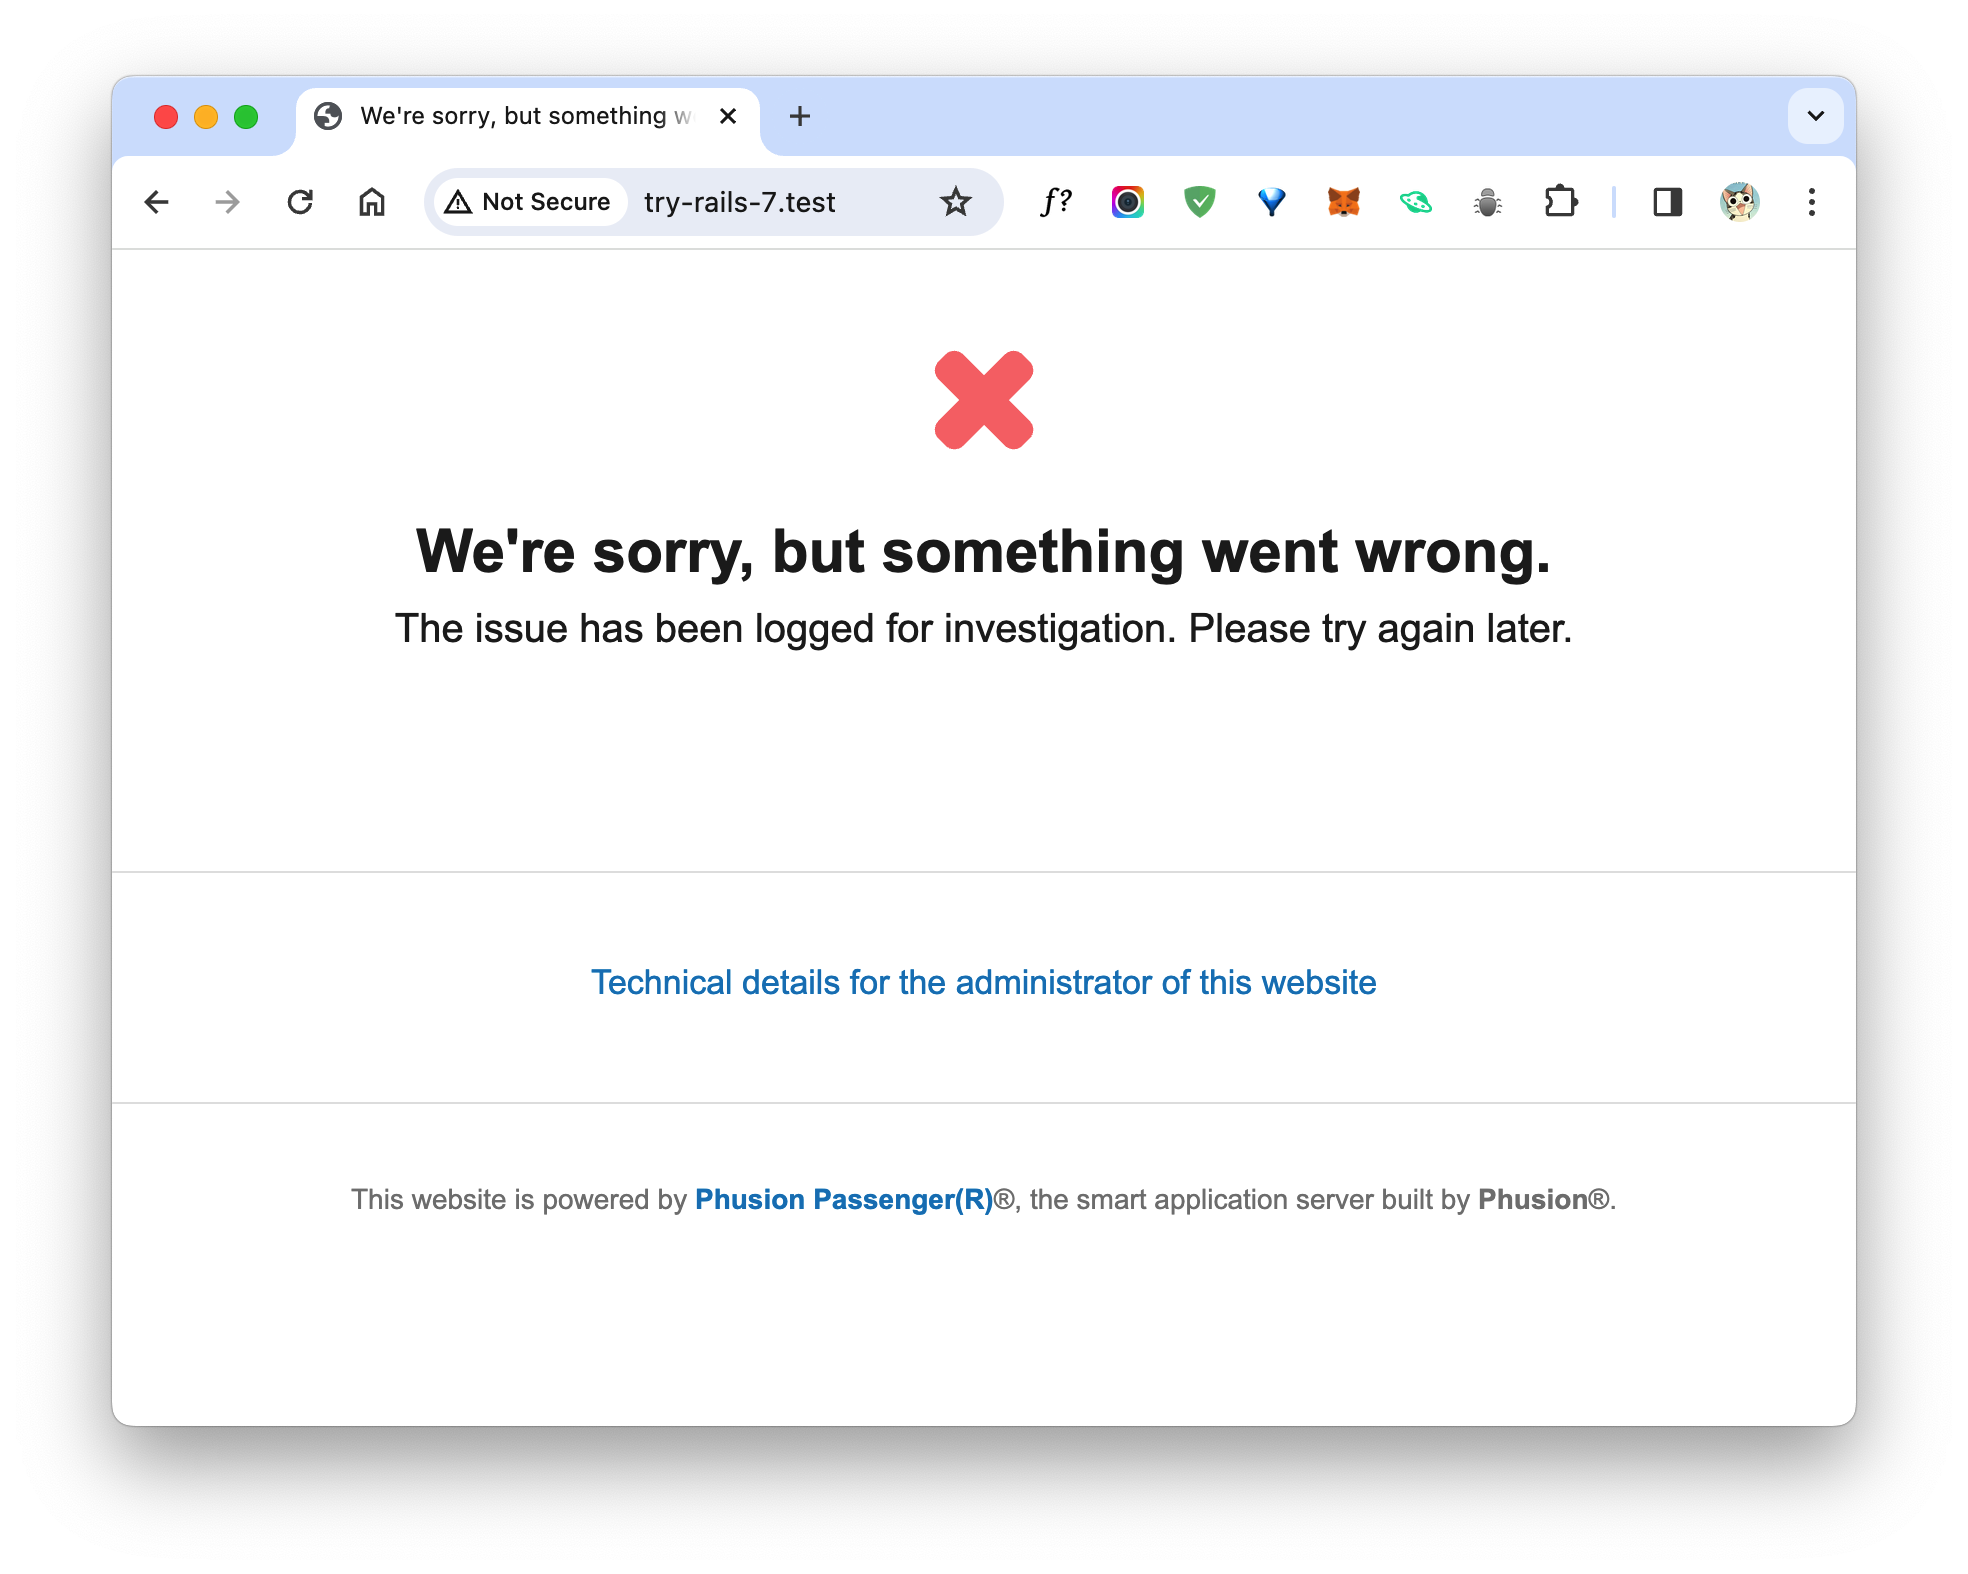 We're sorry, but something w
Not Secure try-rails-7.test
f?
We're sorry, but something went wrong.
The issue has been logged for investigation. Please try again later.
Technical details for the administrator of this website
This website is powered by Phusion Passenger(R)®, the smart application server built by Phusion®.